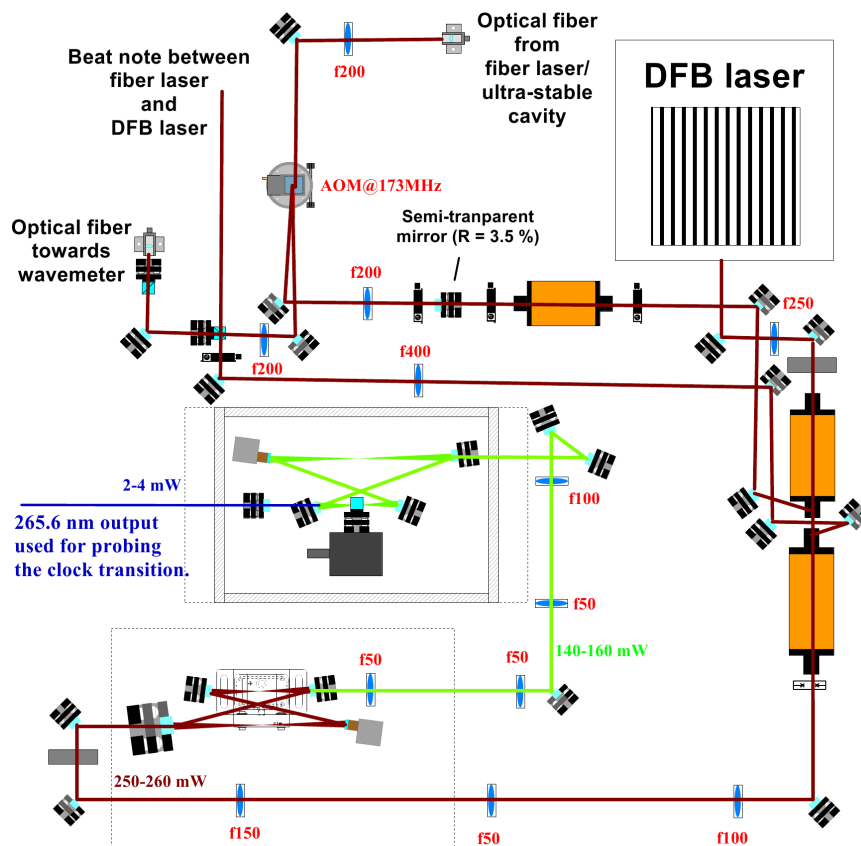 Optical fiber
from
fiber laser/
ultra-stable
cavity
Beat note between
fiber laser
and
DFB laser
f200
DFB laser
AOM@173MHz
Optical fiber
towards
wavemeter
Semi-tranparent
mirror (R = 3.5 %)
f200
f250
f200
f400
2-4 mW
265.6 nm output
used for probing
the clock transition.
f100
f50
140-160 mW
f50
f50
250-260 mW
f150
f50
f100